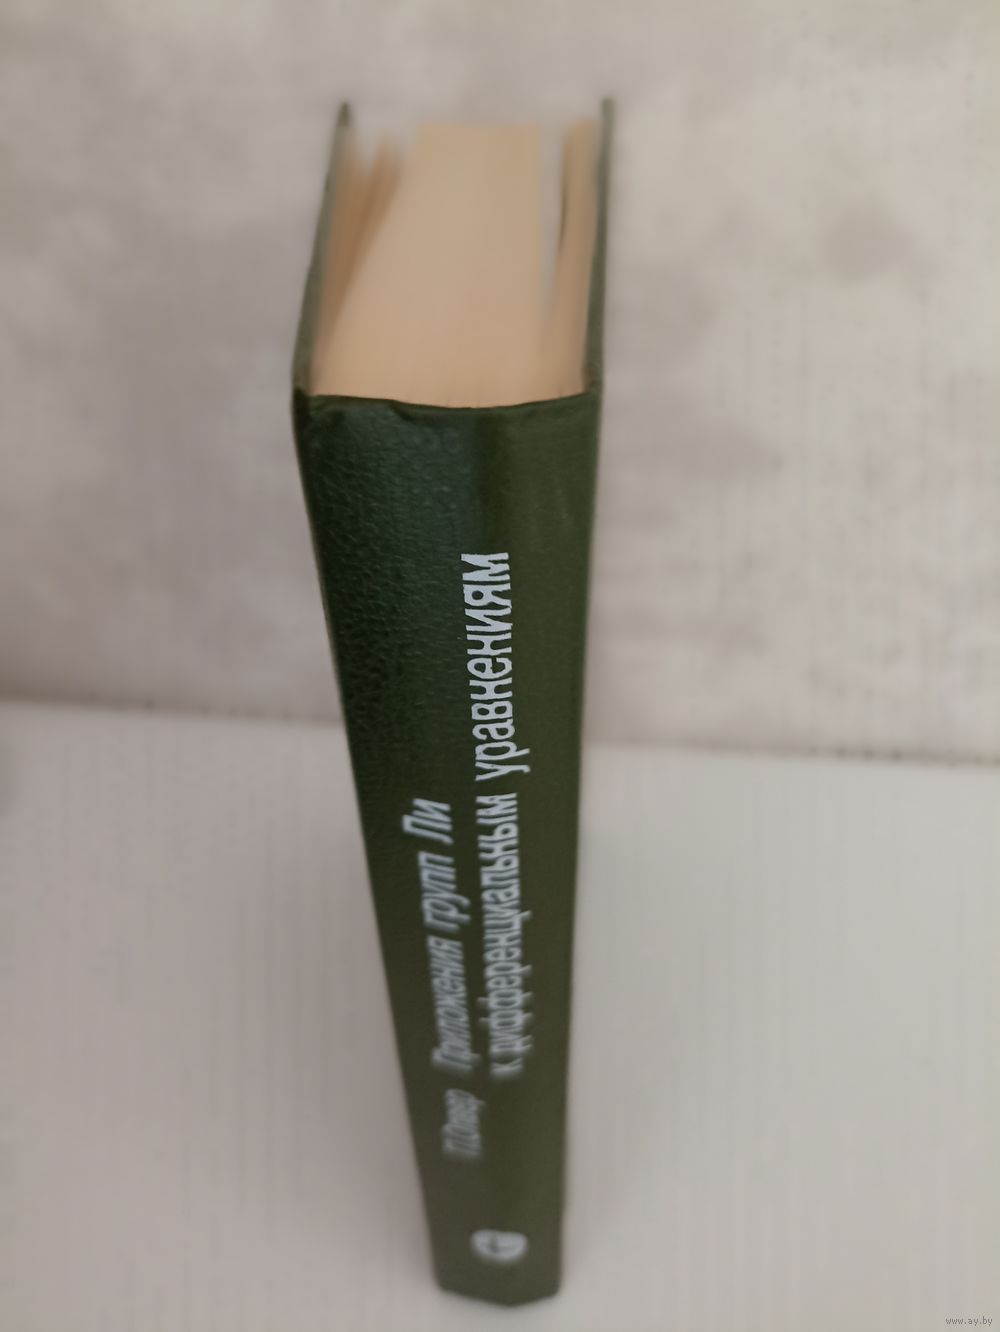 П. Олвер
Приложения групп Ли
к дифференциальным уравнениям
www.ay.by